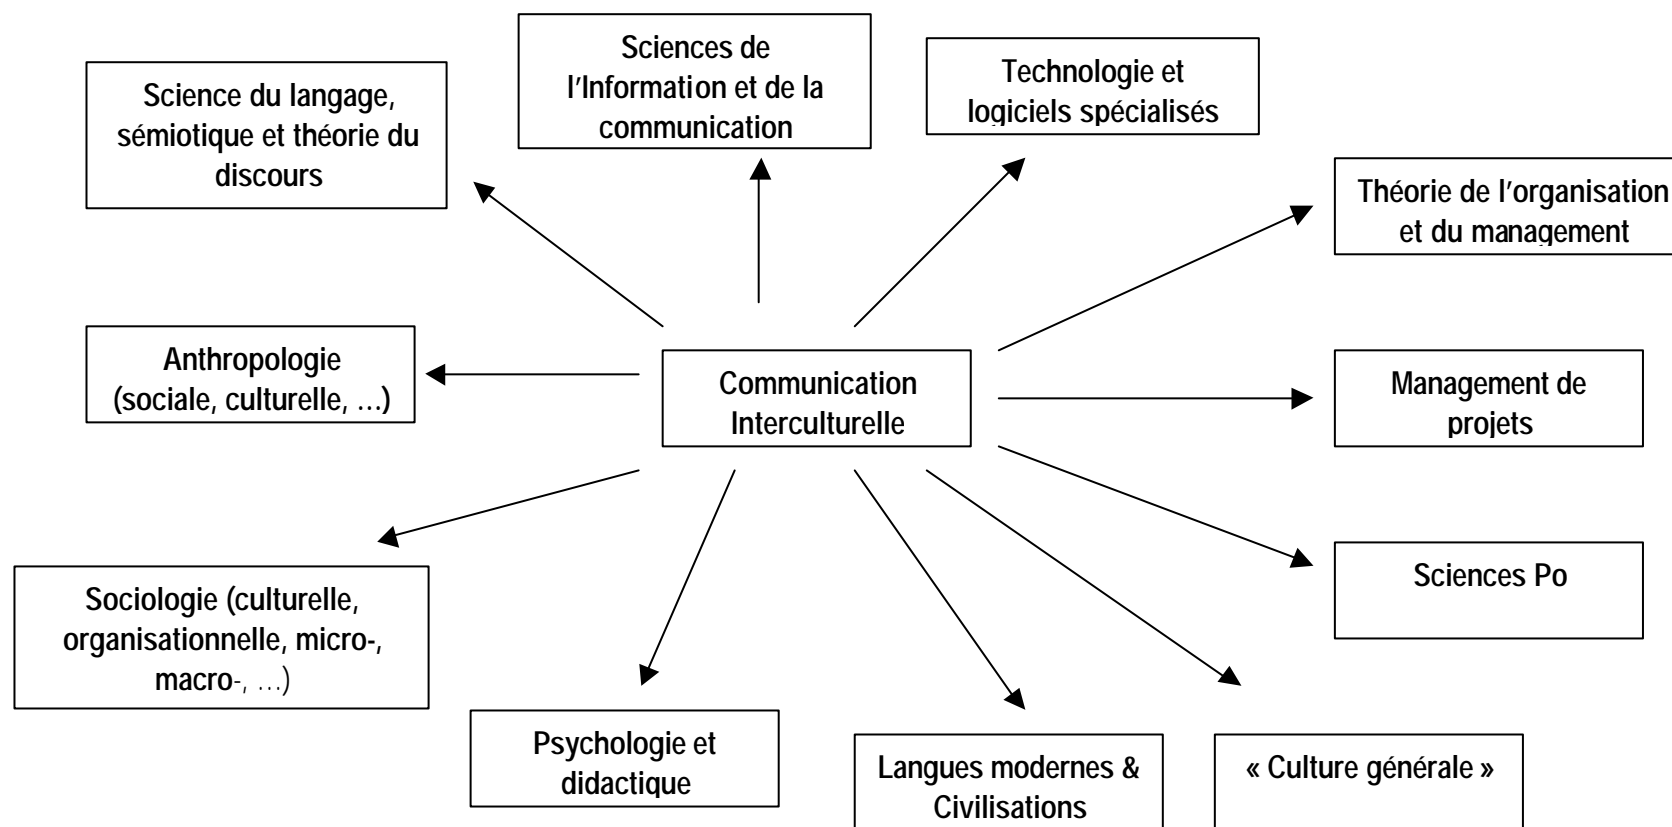 Sciences de
l'Information et de la
communication
Technologie et
logiciels spécialisés
Science du langage,
sémiotique et théorie du
discours
Théorie de l'organisation
et du management
Anthropologie
(sociale, culturelle, …)
Communication
Interculturelle
Management de
projets
Sciences Po
Sociologie (culturelle,
organisationnelle, micro-,
macro-, …)
Psychologie et
didactique
Langues modernes &
Civilisations
« Culture générale »